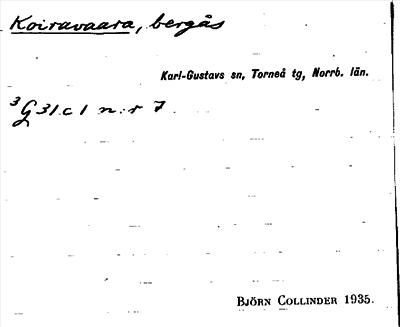 Koiravaara, bergås
Karl-Gustavs sn, Torneå tg, Norrb. län.
³G 31 c 1 n:r 7
BJÖRN COLLINDER 1935.